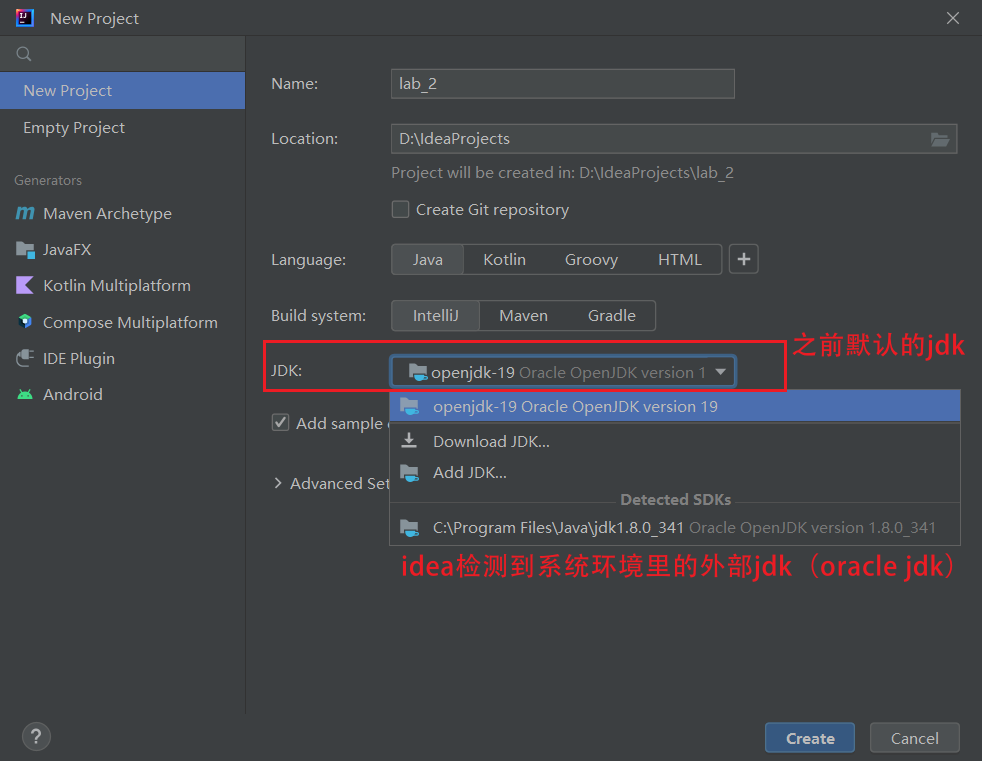 New Project
New Project
Empty Project
Generators
Maven Archetype
JavaFX
Kotlin Multiplatform
Compose Multiplatform
IDE Plugin
Android
Name: lab_2
Location: D:\IdeaProjects
Project will be created in: D:\IdeaProjects\lab_2
Create Git repository
Language: Java Kotlin Groovy HTML +
Build system: IntelliJ Maven Gradle
之前默认的jdk
JDK: openjdk-19 Oracle OpenJDK version 1
openjdk-19 Oracle OpenJDK version 19
Add sample
Download JDK...
Add JDK...
Advanced Set
Detected SDKs
C:\Program Files\Java\jdk1.8.0_341 Oracle OpenJDK version 1.8.0_341
idea检测到系统环境里的外部jdk（oracle jdk）
? Create Cancel